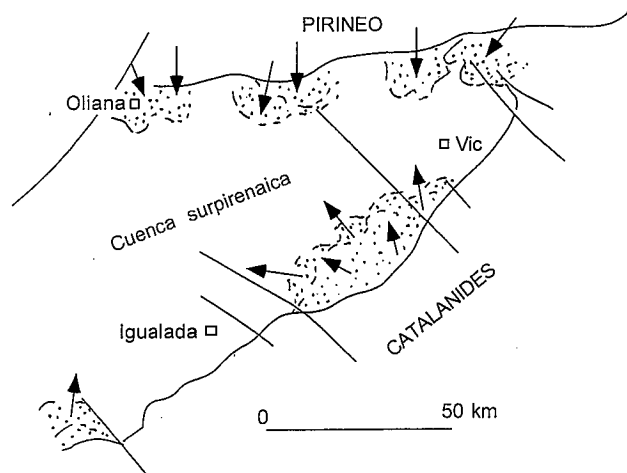 PIRINEO
Oliana
Vic
Cuenca surpirenaica
CATALANIDES
Igualada
0 50 km